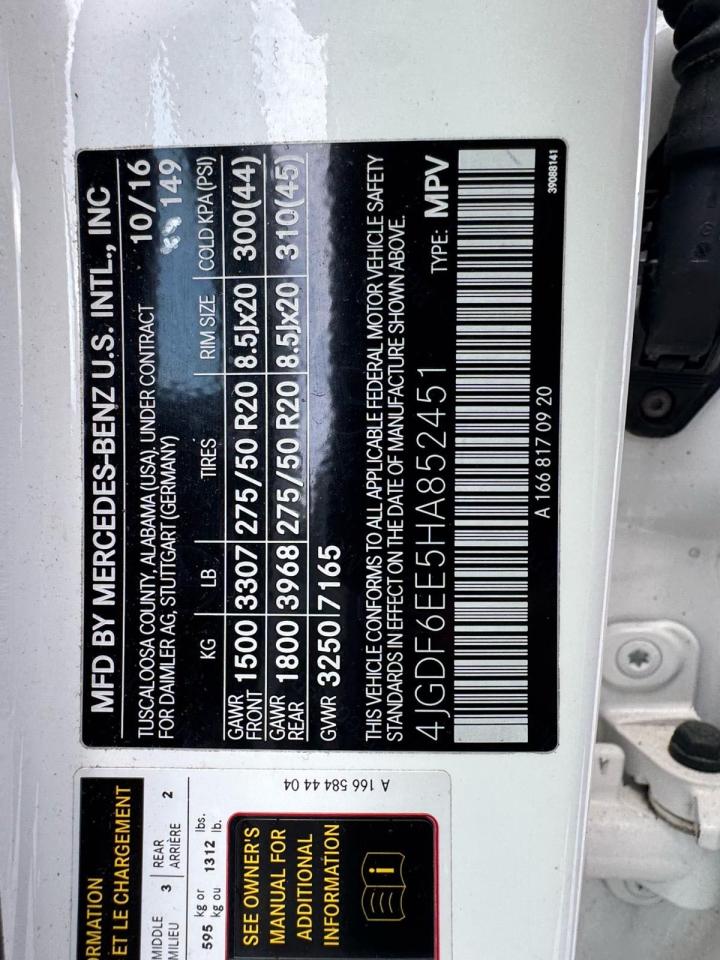 MFD BY MERCEDES-BENZ U.S. INTL., INC
TUSCALOOSA COUNTY, ALABAMA (USA), UNDER CONTRACT 10/16
FOR DAIMLER AG, STUTTGART (GERMANY) 149
KG LB TIRES RIM SIZE COLD KPA(PSI)
GAWR
FRONT 1500 3307 275/50 R20 8.5Jx20 300(44)
GAWR
REAR 1800 3968 275/50 R20 8.5Jx20 310(45)
GVWR 3250 7165
THIS VEHICLE CONFORMS TO ALL APPLICABLE FEDERAL MOTOR VEHICLE SAFETY
STANDARDS IN EFFECT ON THE DATE OF MANUFACTURE SHOWN ABOVE.
4JGDF6EE5HA852451 TYPE: MPV
A 166 817 09 20
39088141
A 166 584 44 04
ORMATION
ET LE CHARGEMENT
MIDDLE
MILIEU 3 REAR
ARRIÈRE 2
595 kg or
kg ou 1312 lbs.
lb.
SEE OWNER'S
MANUAL FOR
ADDITIONAL
INFORMATION